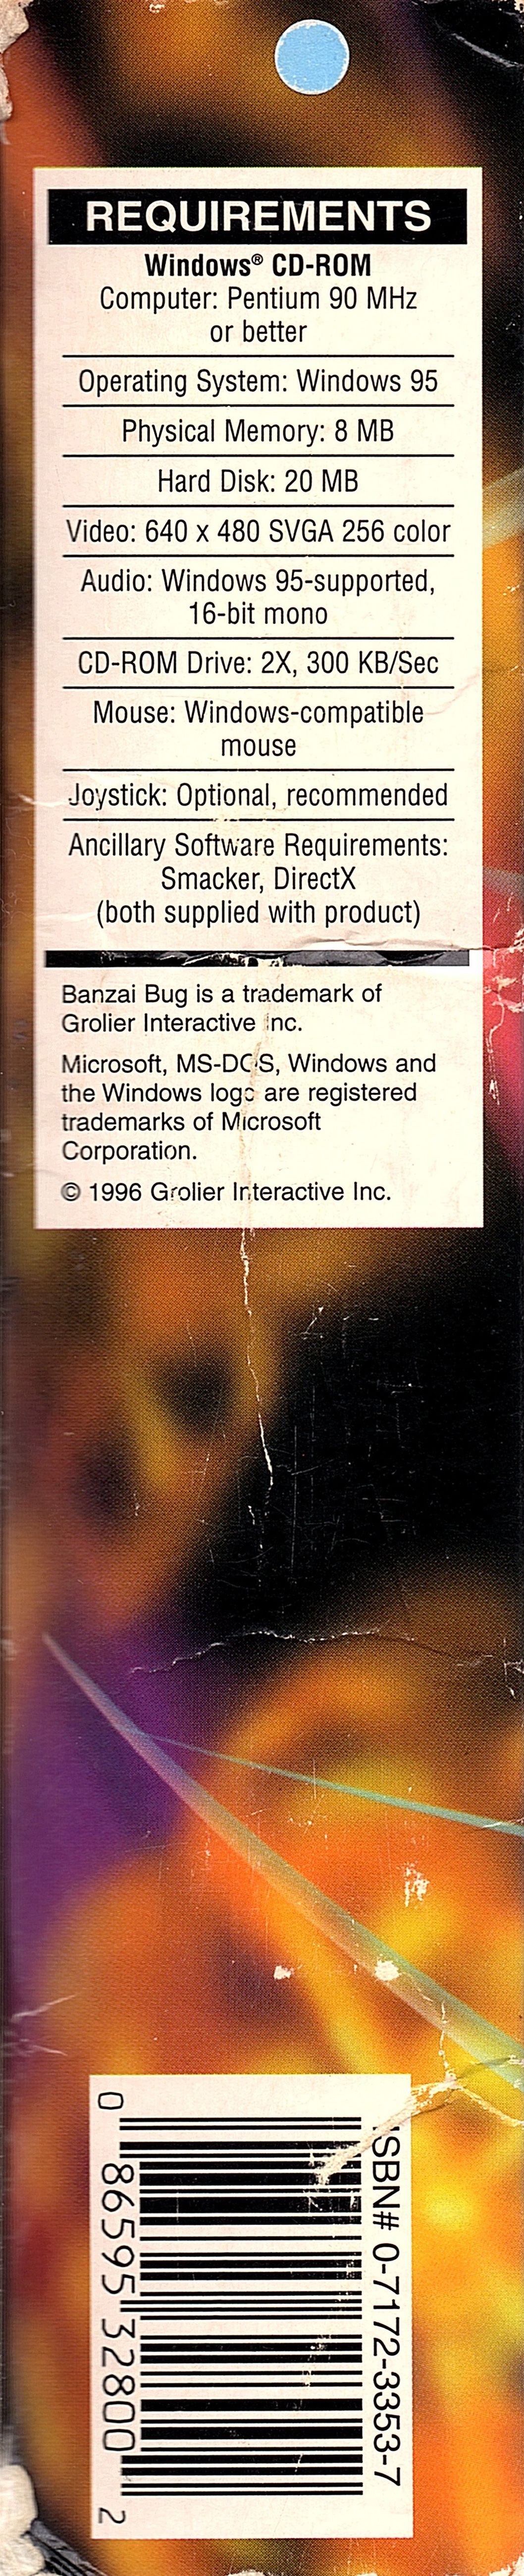 REQUIREMENTS
Windows® CD-ROM
Computer: Pentium 90 MHz
or better
Operating System: Windows 95
Physical Memory: 8 MB
Hard Disk: 20 MB
Video: 640 x 480 SVGA 256 color
Audio: Windows 95-supported,
16-bit mono
CD-ROM Drive: 2X, 300 KB/Sec
Mouse: Windows-compatible
mouse
Joystick: Optional, recommended
Ancillary Software Requirements:
Smacker, DirectX
(both supplied with product)
Banzai Bug is a trademark of
Grolier Interactive Inc.
Microsoft, MS-DOS, Windows and
the Windows logo are registered
trademarks of Microsoft
Corporation.
© 1996 Grolier Interactive Inc.
ISBN# 0-7172-3353-7
0 86595 32800 2